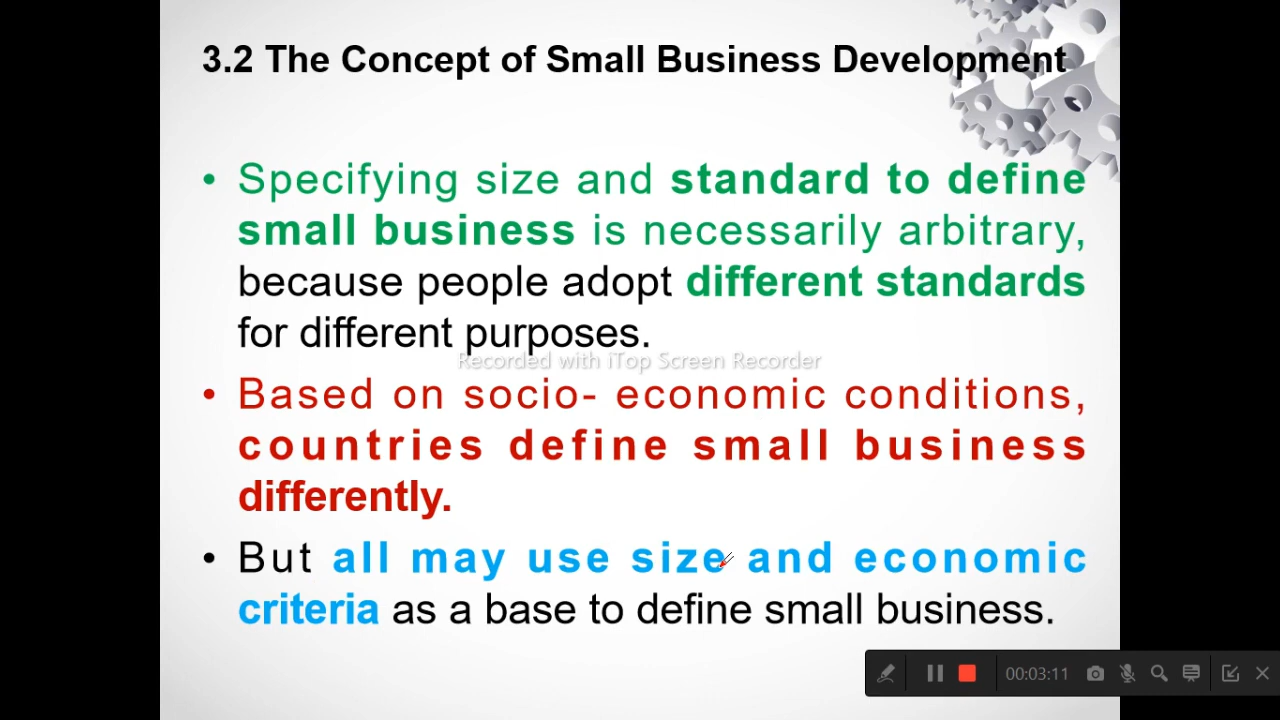 3.2 The Concept of Small Business Development
• Specifying size and standard to define
small business is necessarily arbitrary,
because people adopt different standards
for different purposes.
Recorded with iTop Screen Recorder
• Based on socio- economic conditions,
countries define small business
differently.
• But all may use size and economic
criteria as a base to define small business.
00:03:11